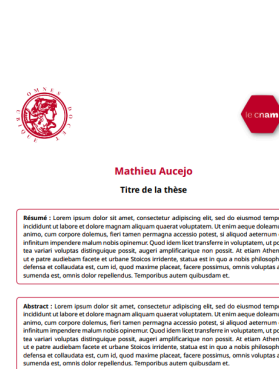 OMNES DOCET
le cnam
Mathieu Aucejo
Titre de la thèse
Résumé : Lorem ipsum dolor sit amet, consectetur adipiscing elit, sed do eiusmod tempo
incididunt ut labore et dolore magnam aliquam quaerat voluptatem. Ut enim aeque doleamu
animo, cum corpore dolemus, fieri tamen permagna accessio potest, si aliquod aeternum e
infinitum impendere malum nobis opinemur. Quod idem licet transferre in voluptatem, ut po
tea variari voluptas distinguique possit, augeri amplificarique non possit. At etiam Athen
ut e patre audiebam facete et urbane Stoicos irridente, statua est in quo a nobis philosoph
defensa et collaudata est, cum id, quod maxime placeat, facere possimus, omnis voluptas a
sumenda est, omnis dolor repellendus. Temporibus autem quibusdam et.
Abstract : Lorem ipsum dolor sit amet, consectetur adipiscing elit, sed do eiusmod tempo
incididunt ut labore et dolore magnam aliquam quaerat voluptatem. Ut enim aeque doleamu
animo, cum corpore dolemus, fieri tamen permagna accessio potest, si aliquod aeternum e
infinitum impendere malum nobis opinemur. Quod idem licet transferre in voluptatem, ut po
tea variari voluptas distinguique possit, augeri amplificarique non possit. At etiam Athen
ut e patre audiebam facete et urbane Stoicos irridente, statua est in quo a nobis philosoph
defensa et collaudata est, cum id, quod maxime placeat, facere possimus, omnis voluptas a
sumenda est, omnis dolor repellendus. Temporibus autem quibusdam et.